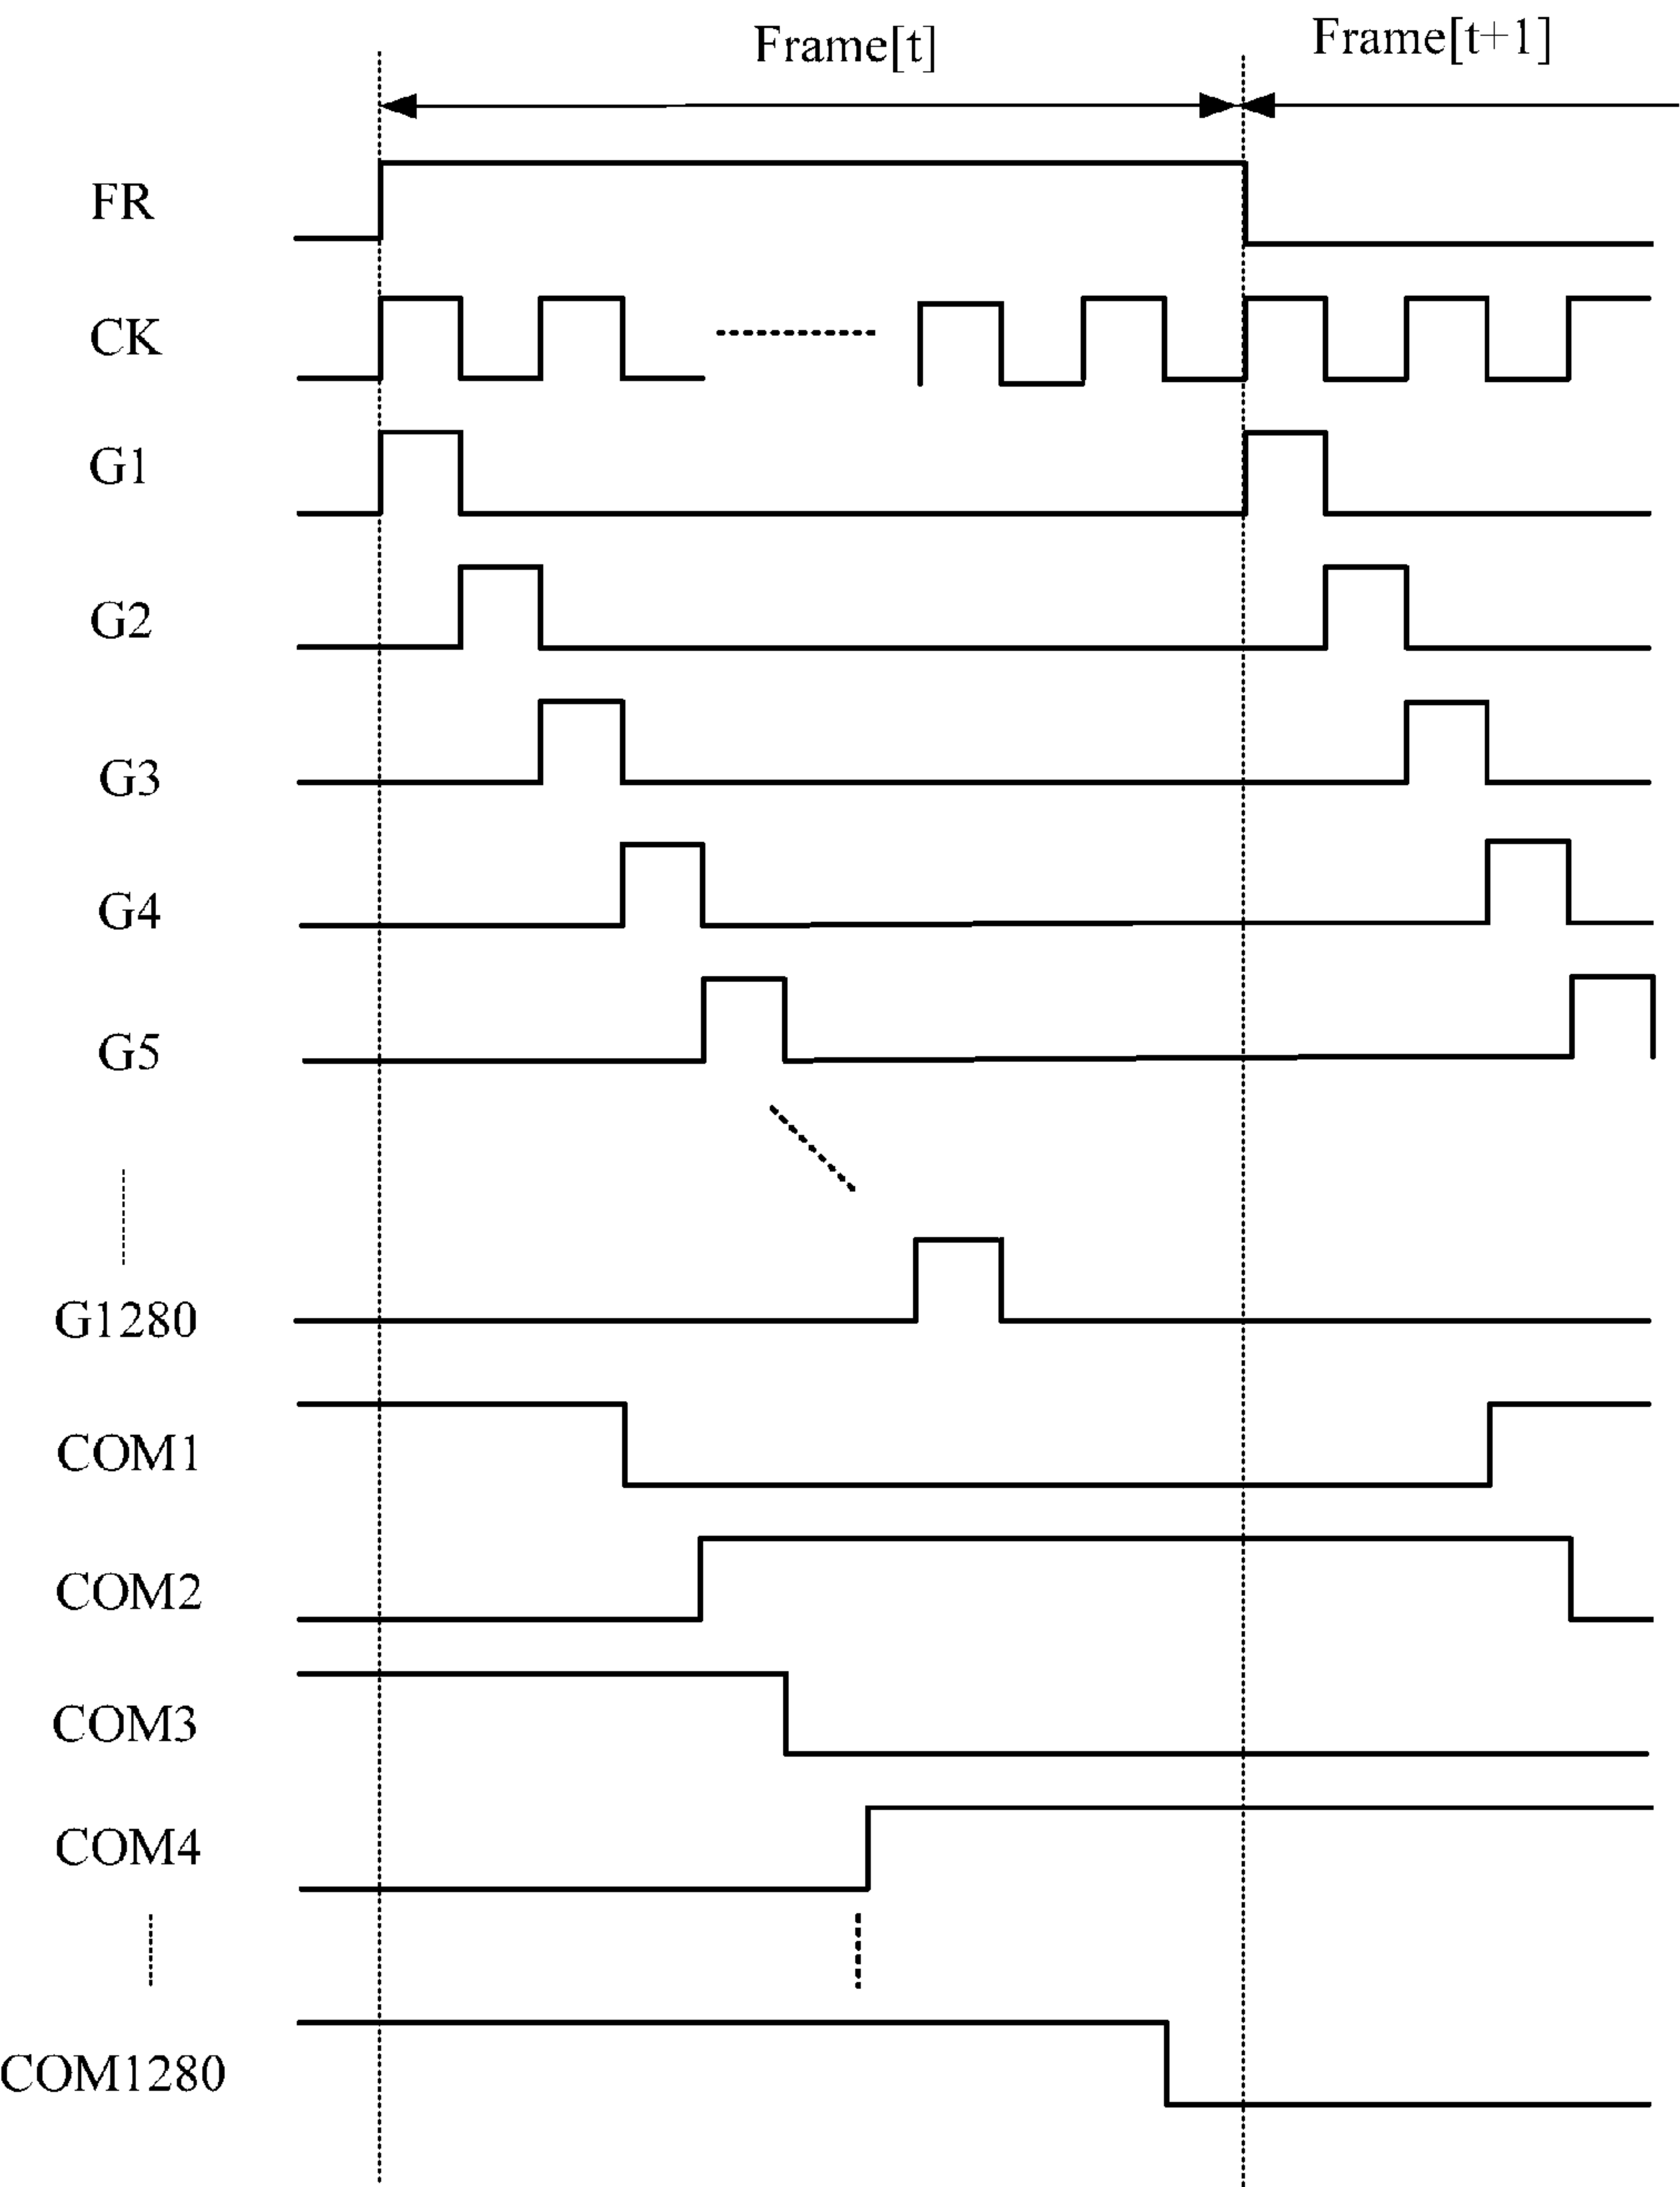 Frame[t]
Frame[t+1]
FR
CK
G1
G2
G3
G4
G5
G1280
COM1
COM2
COM3
COM4
COM1280